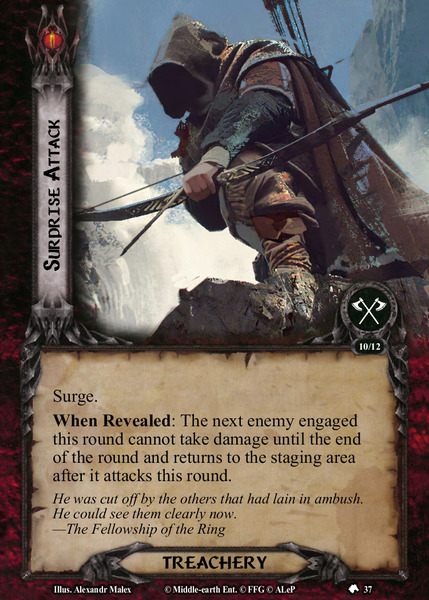 SURPRISE ATTACK
10/12
Surge.
When Revealed: The next enemy engaged
this round cannot take damage until the end
of the round and returns to the staging area
after it attacks this round.
He was cut off by the others that had lain in ambush.
He could see them clearly now.
—The Fellowship of the Ring
TREACHERY
Illus. Alexandr Malex © Middle-earth Ent. © FFG © ALeP 37